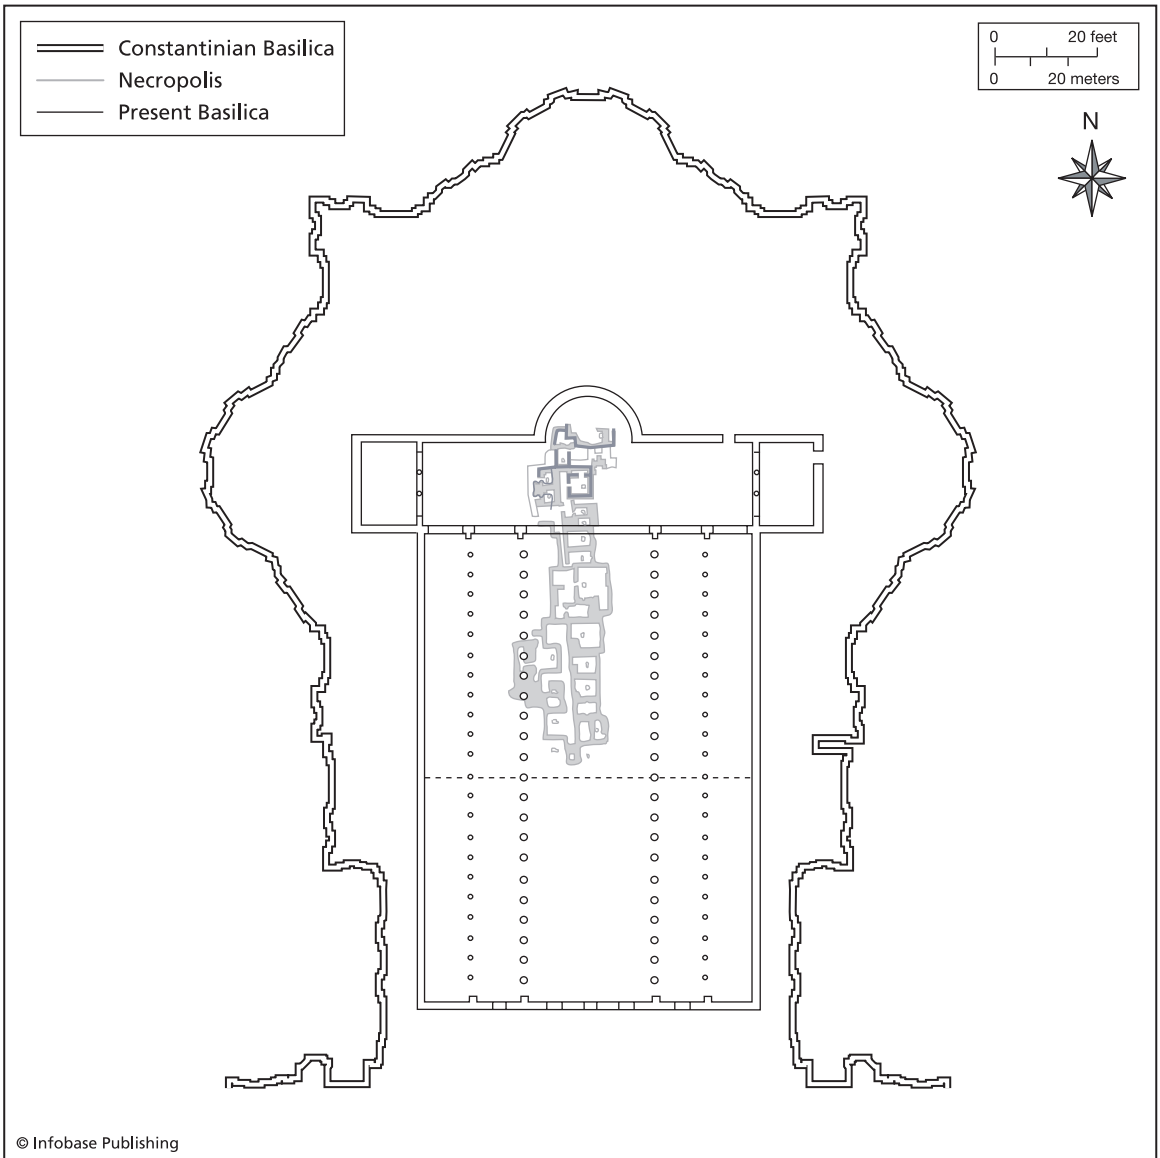 Constantinian Basilica
Necropolis
Present Basilica
0 20 feet
0 20 meters
N
© Infobase Publishing